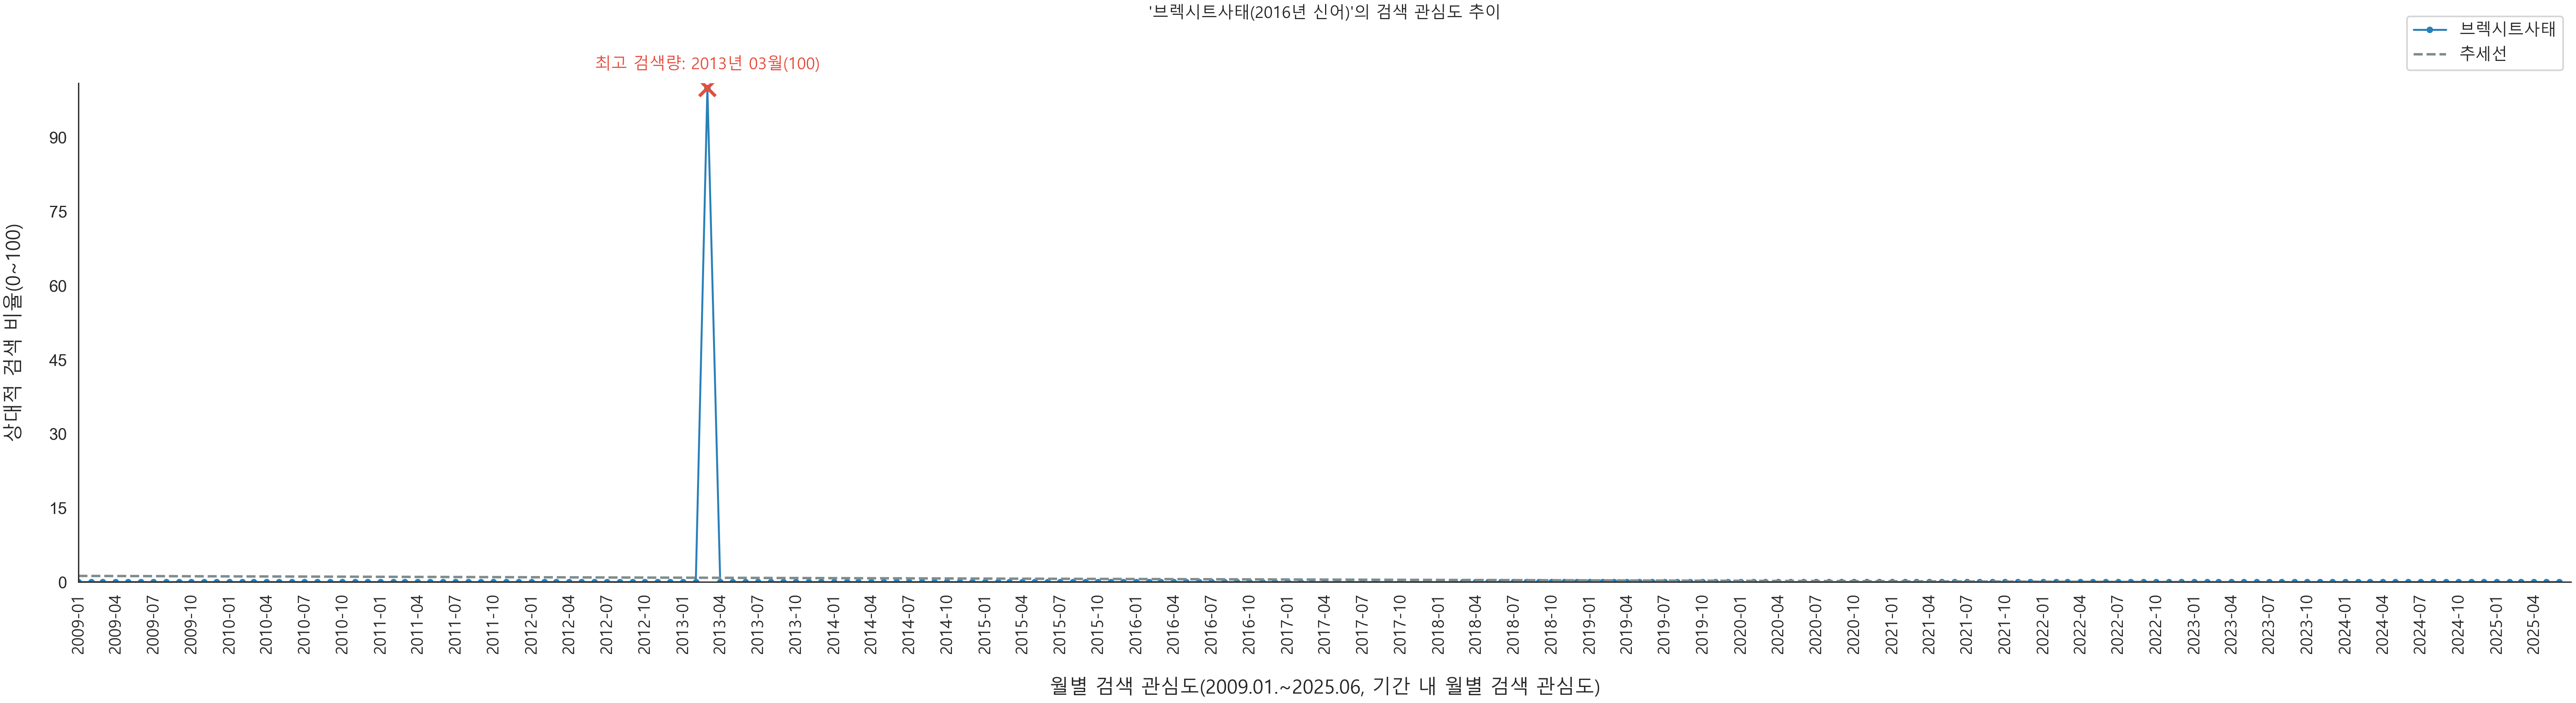 '브렉시트사태(2016년 신어)'의 검색 관심도 추이
브렉시트사태
추세선
최고 검색량: 2013년 03월(100)
상대적 검색 비율(0~100)
90
75
60
45
30
15
0
2009-01 2009-04 2009-07 2009-10 2010-01 2010-04 2010-07 2010-10 2011-01 2011-04 2011-07 2011-10 2012-01 2012-04 2012-07 2012-10 2013-01 2013-04 2013-07 2013-10 2014-01 2014-04 2014-07 2014-10 2015-01 2015-04 2015-07 2015-10 2016-01 2016-04 2016-07 2016-10 2017-01 2017-04 2017-07 2017-10 2018-01 2018-04 2018-07 2018-10 2019-01 2019-04 2019-07 2019-10 2020-01 2020-04 2020-07 2020-10 2021-01 2021-04 2021-07 2021-10 2022-01 2022-04 2022-07 2022-10 2023-01 2023-04 2023-07 2023-10 2024-01 2024-04 2024-07 2024-10 2025-01 2025-04
월별 검색 관심도(2009.01.~2025.06, 기간 내 월별 검색 관심도)